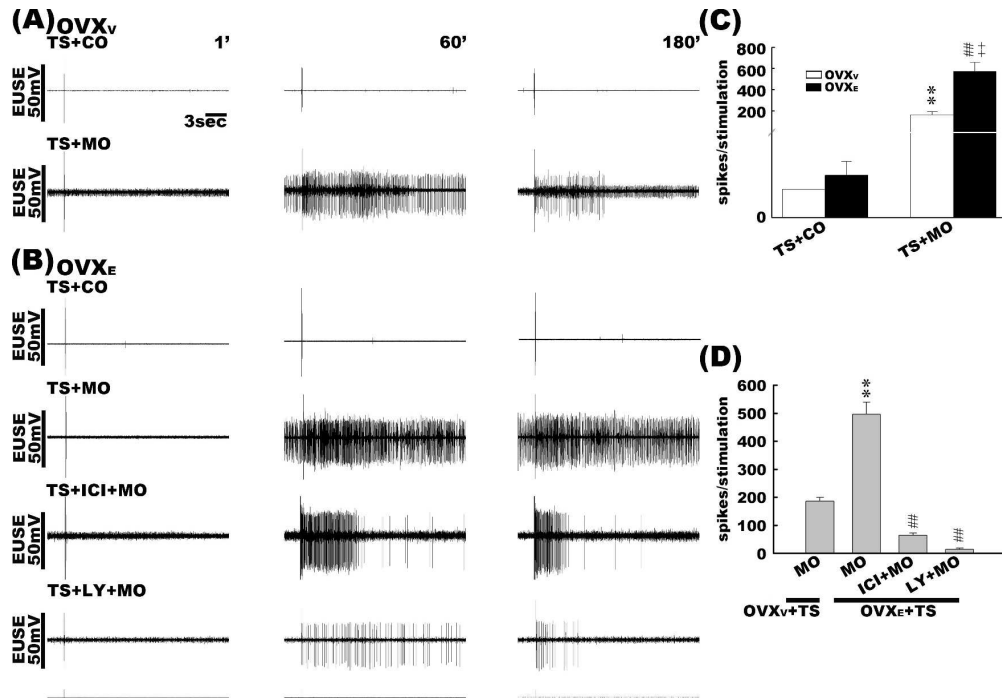 (A) OVXV
TS+CO 1' 60' 180'
EUSE
50mV
3sec
TS+MO
EUSE
50mV
(B) OVXE
TS+CO
EUSE
50mV
TS+MO
EUSE
50mV
TS+ICI+MO
EUSE
50mV
TS+LY+MO
EUSE
50mV
(C)
spikes/stimulation
800
600
400
200
0
OVXV
OVXE
**
## ‡
TS+CO TS+MO
(D)
spikes/stimulation
600
500
400
300
200
100
0
**
##
##
MO MO ICI+MO LY+MO
OVXV+TS OVXE+TS